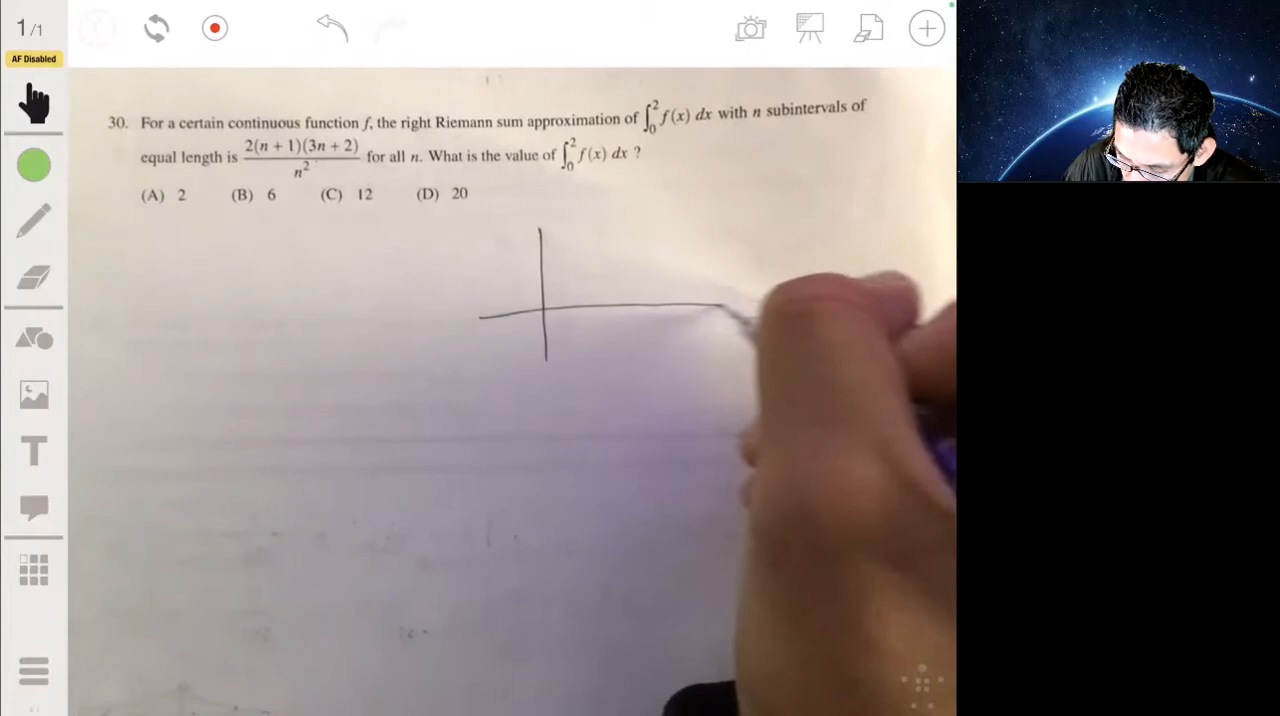 1/1
AF Disabled
30. For a certain continuous function f, the right Riemann sum approximation of ∫₀² f(x) dx with n subintervals of
equal length is 2(n + 1)(3n + 2)/n² for all n. What is the value of ∫₀² f(x) dx ?
(A) 2 (B) 6 (C) 12 (D) 20
T